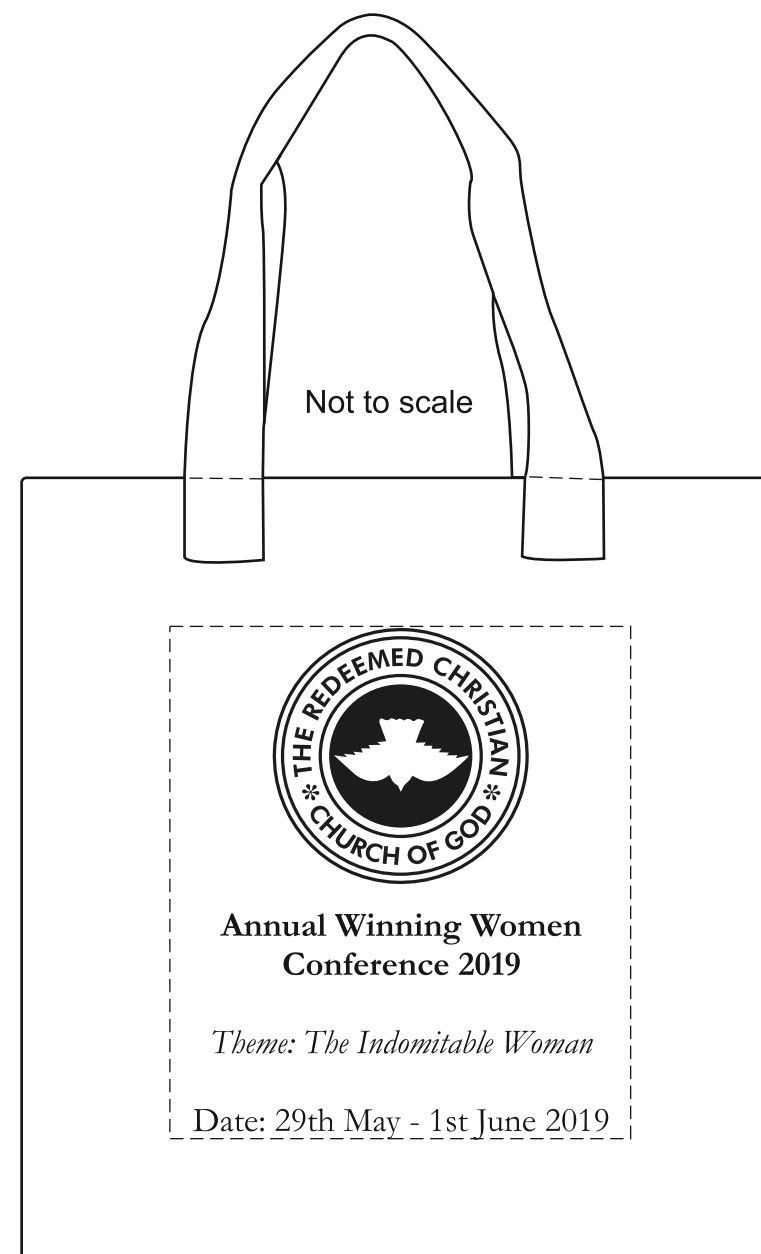 Not to scale
THE REDEEMED CHRISTIAN
* CHURCH OF GOD *
Annual Winning Women
Conference 2019
Theme: The Indomitable Woman
Date: 29th May - 1st June 2019